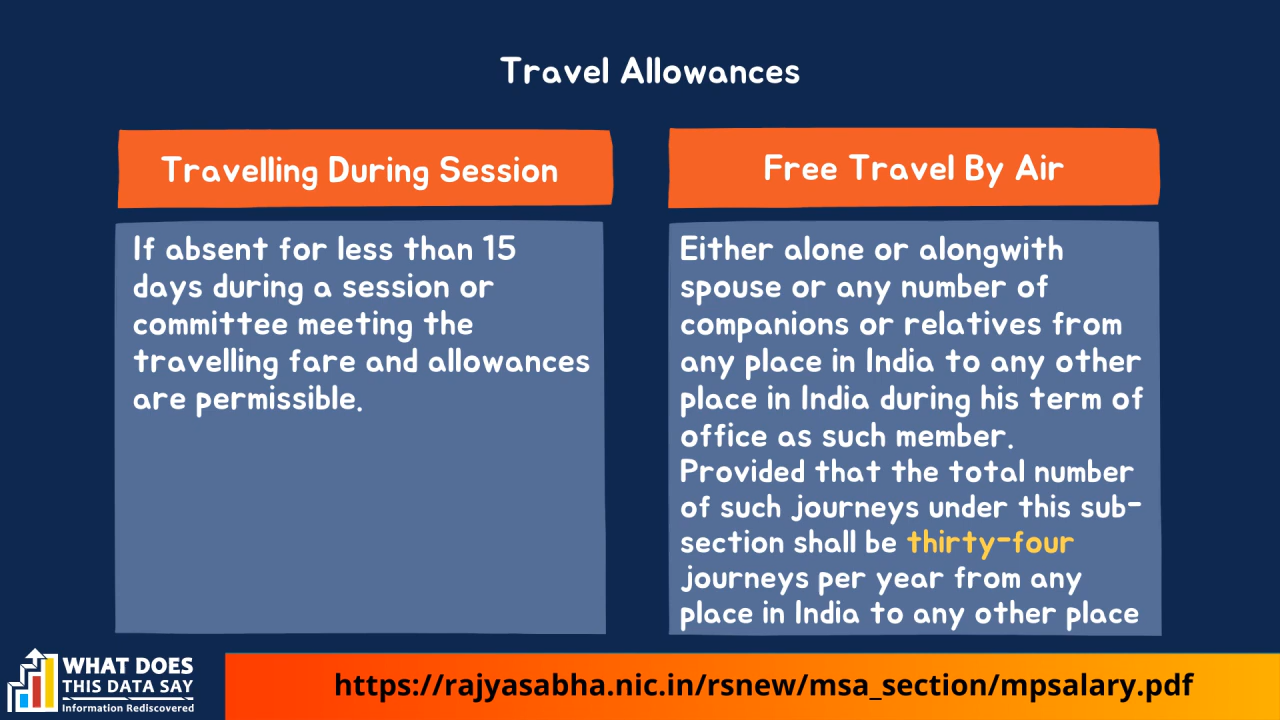 Travel Allowances
Travelling During Session
If absent for less than 15
days during a session or
committee meeting the
travelling fare and allowances
are permissible.
Free Travel By Air
Either alone or alongwith
spouse or any number of
companions or relatives from
any place in India to any other
place in India during his term of
office as such member.
Provided that the total number
of such journeys under this sub-
section shall be thirty-four
journeys per year from any
place in India to any other place
WHAT DOES
THIS DATA SAY
Information Rediscovered
https://rajyasabha.nic.in/rsnew/msa_section/mpsalary.pdf